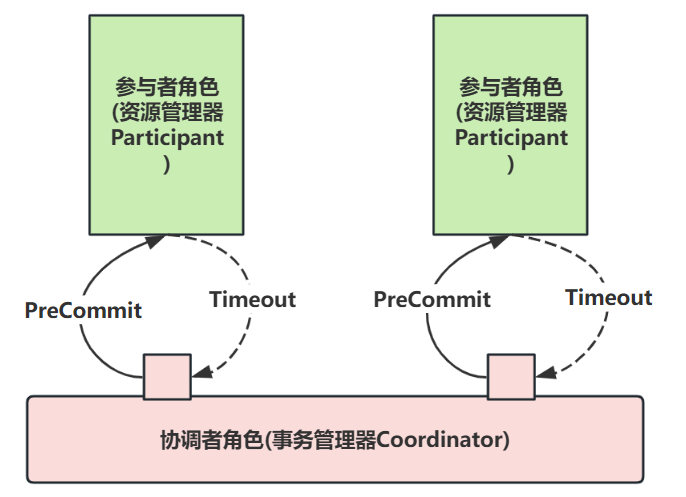 参与者角色
(资源管理器
Participant
)
参与者角色
(资源管理器
Participant
)
PreCommit
Timeout
PreCommit
Timeout
协调者角色(事务管理器Coordinator)